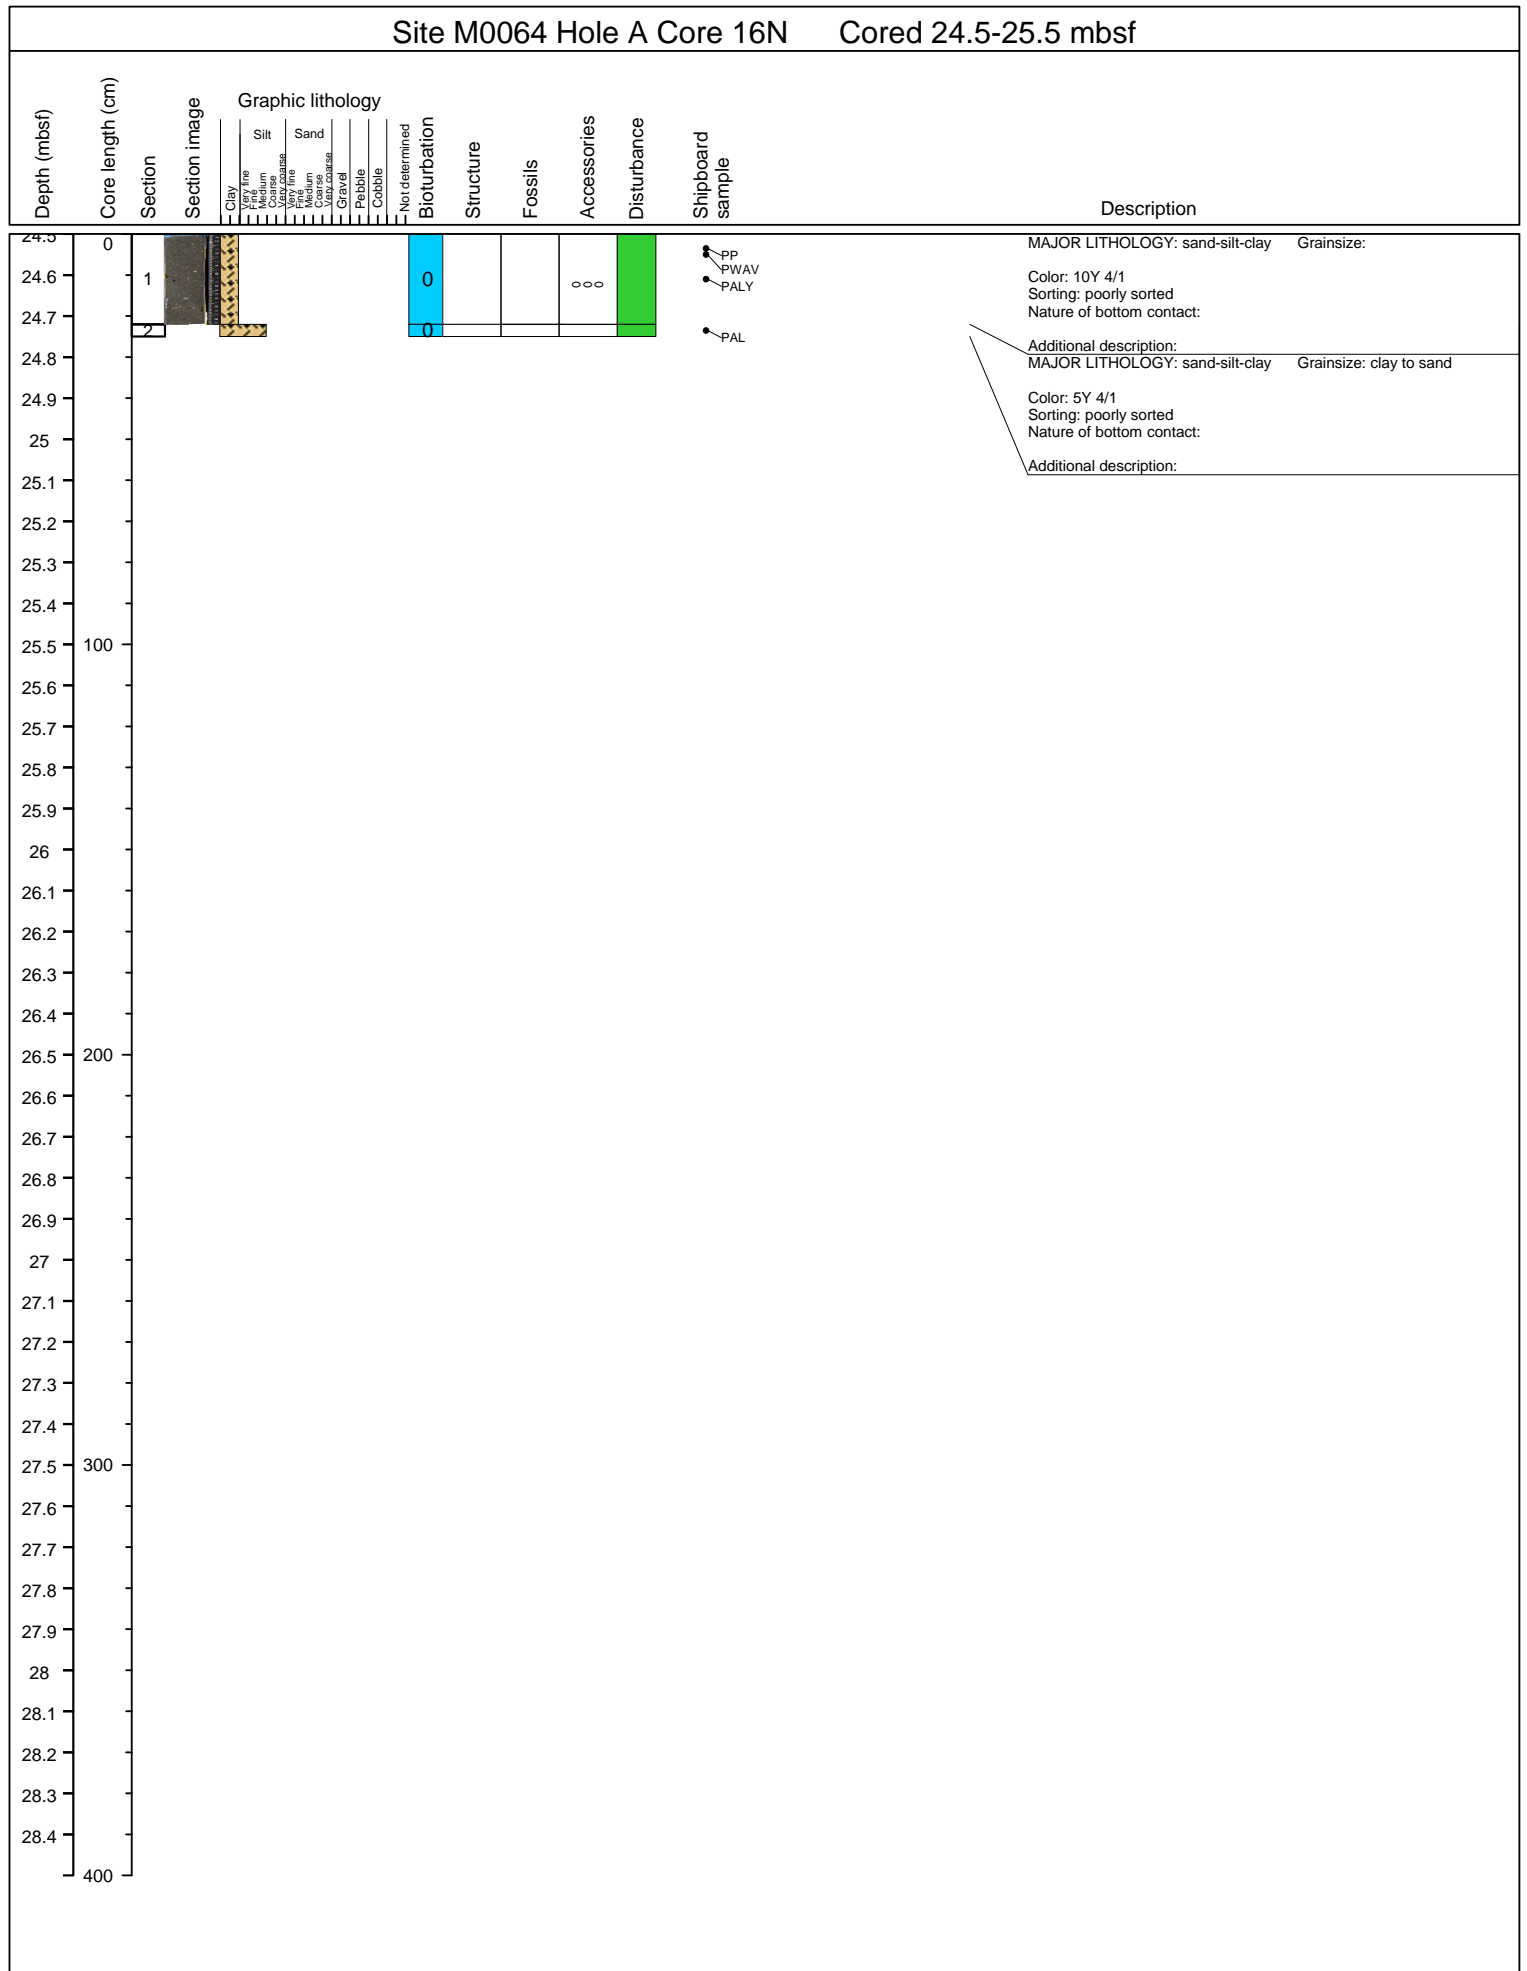 Site M0064 Hole A Core 16N Cored 24.5-25.5 mbsf
Depth (mbsf)
Core length (cm)
Section
Section image
Graphic lithology
Clay
Silt
Very fine
Fine
Medium
Coarse
Very coarse
Sand
Very fine
Fine
Medium
Coarse
Very coarse
Gravel
Pebble
Cobble
Not determined
Bioturbation
Structure
Fossils
Accessories
Disturbance
Shipboard
sample
Description
24.5
24.6
24.7
24.8
24.9
25
25.1
25.2
25.3
25.4
25.5
25.6
25.7
25.8
25.9
26
26.1
26.2
26.3
26.4
26.5
26.6
26.7
26.8
26.9
27
27.1
27.2
27.3
27.4
27.5
27.6
27.7
27.8
27.9
28
28.1
28.2
28.3
28.4
0
100
200
300
400
1
2
0
0
PP
PWAV
PALY
PAL
MAJOR LITHOLOGY: sand-silt-clay Grainsize:
Color: 10Y 4/1
Sorting: poorly sorted
Nature of bottom contact:
Additional description:
MAJOR LITHOLOGY: sand-silt-clay Grainsize: clay to sand
Color: 5Y 4/1
Sorting: poorly sorted
Nature of bottom contact:
Additional description: